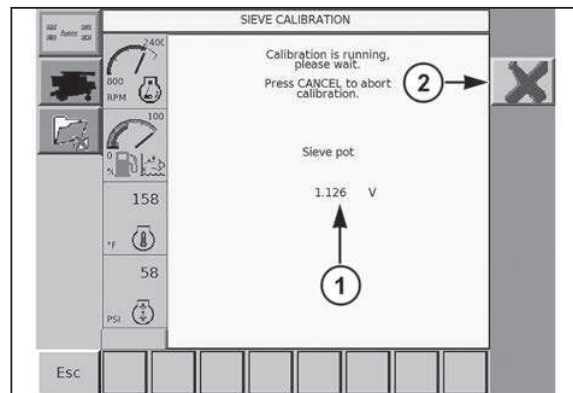 SIEVE CALIBRATION
2400
800
RPM
100
0
%
158
°F
58
PSI
Calibration is running,
please wait.
Press CANCEL to abort
calibration.
2
Sieve pot
1.126 V
1
Esc